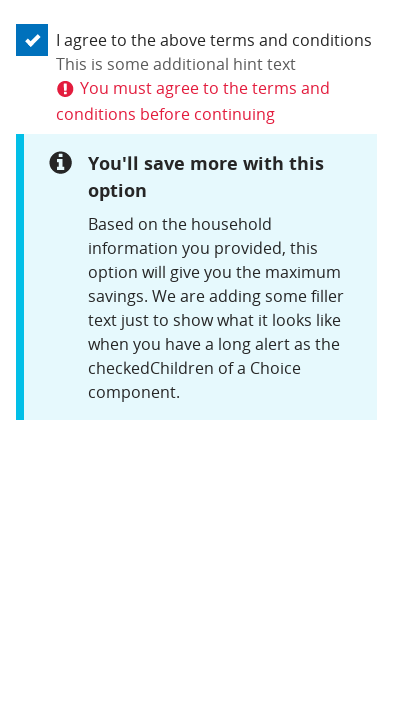 I agree to the above terms and conditions
This is some additional hint text
You must agree to the terms and
conditions before continuing
You'll save more with this
option
Based on the household
information you provided, this
option will give you the maximum
savings. We are adding some filler
text just to show what it looks like
when you have a long alert as the
checkedChildren of a Choice
component.